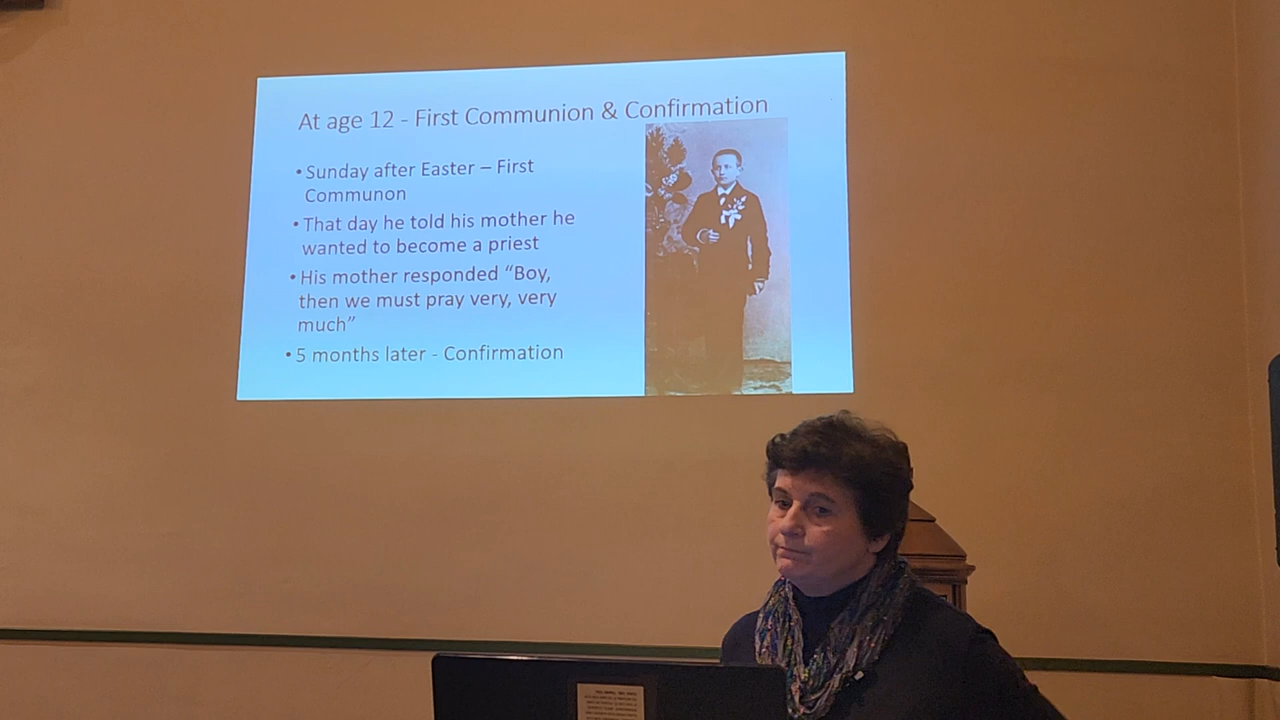 At age 12 - First Communion & Confirmation
• Sunday after Easter – First
Communon
• That day he told his mother he
wanted to become a priest
• His mother responded “Boy,
then we must pray very, very
much”
• 5 months later - Confirmation